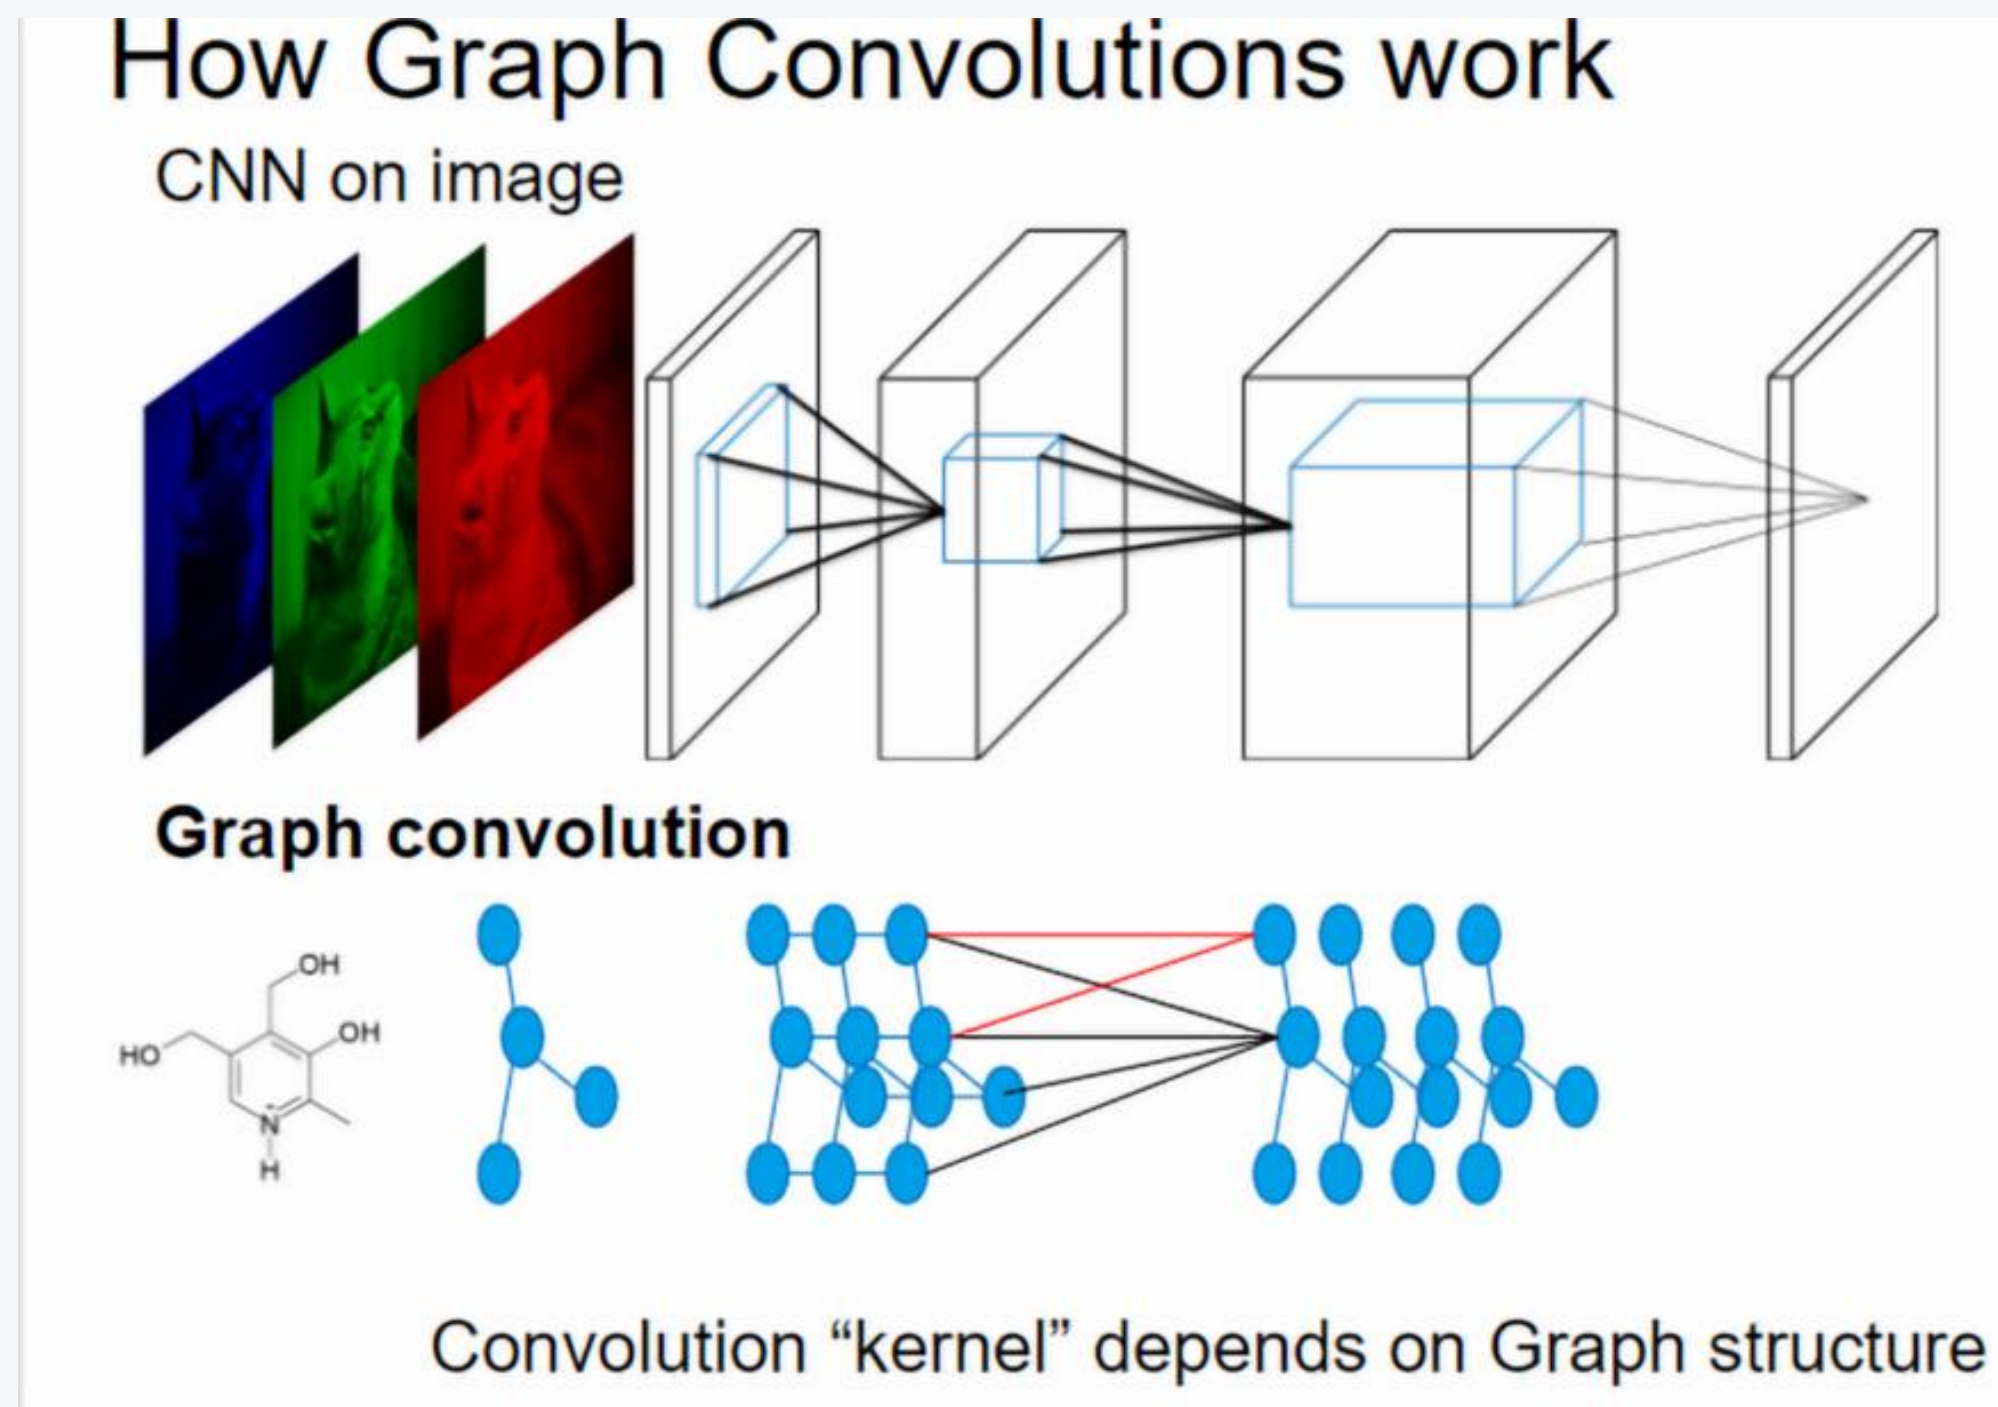 How Graph Convolutions work
CNN on image
Graph convolution
OH
OH
HO
N
H
Convolution “kernel” depends on Graph structure